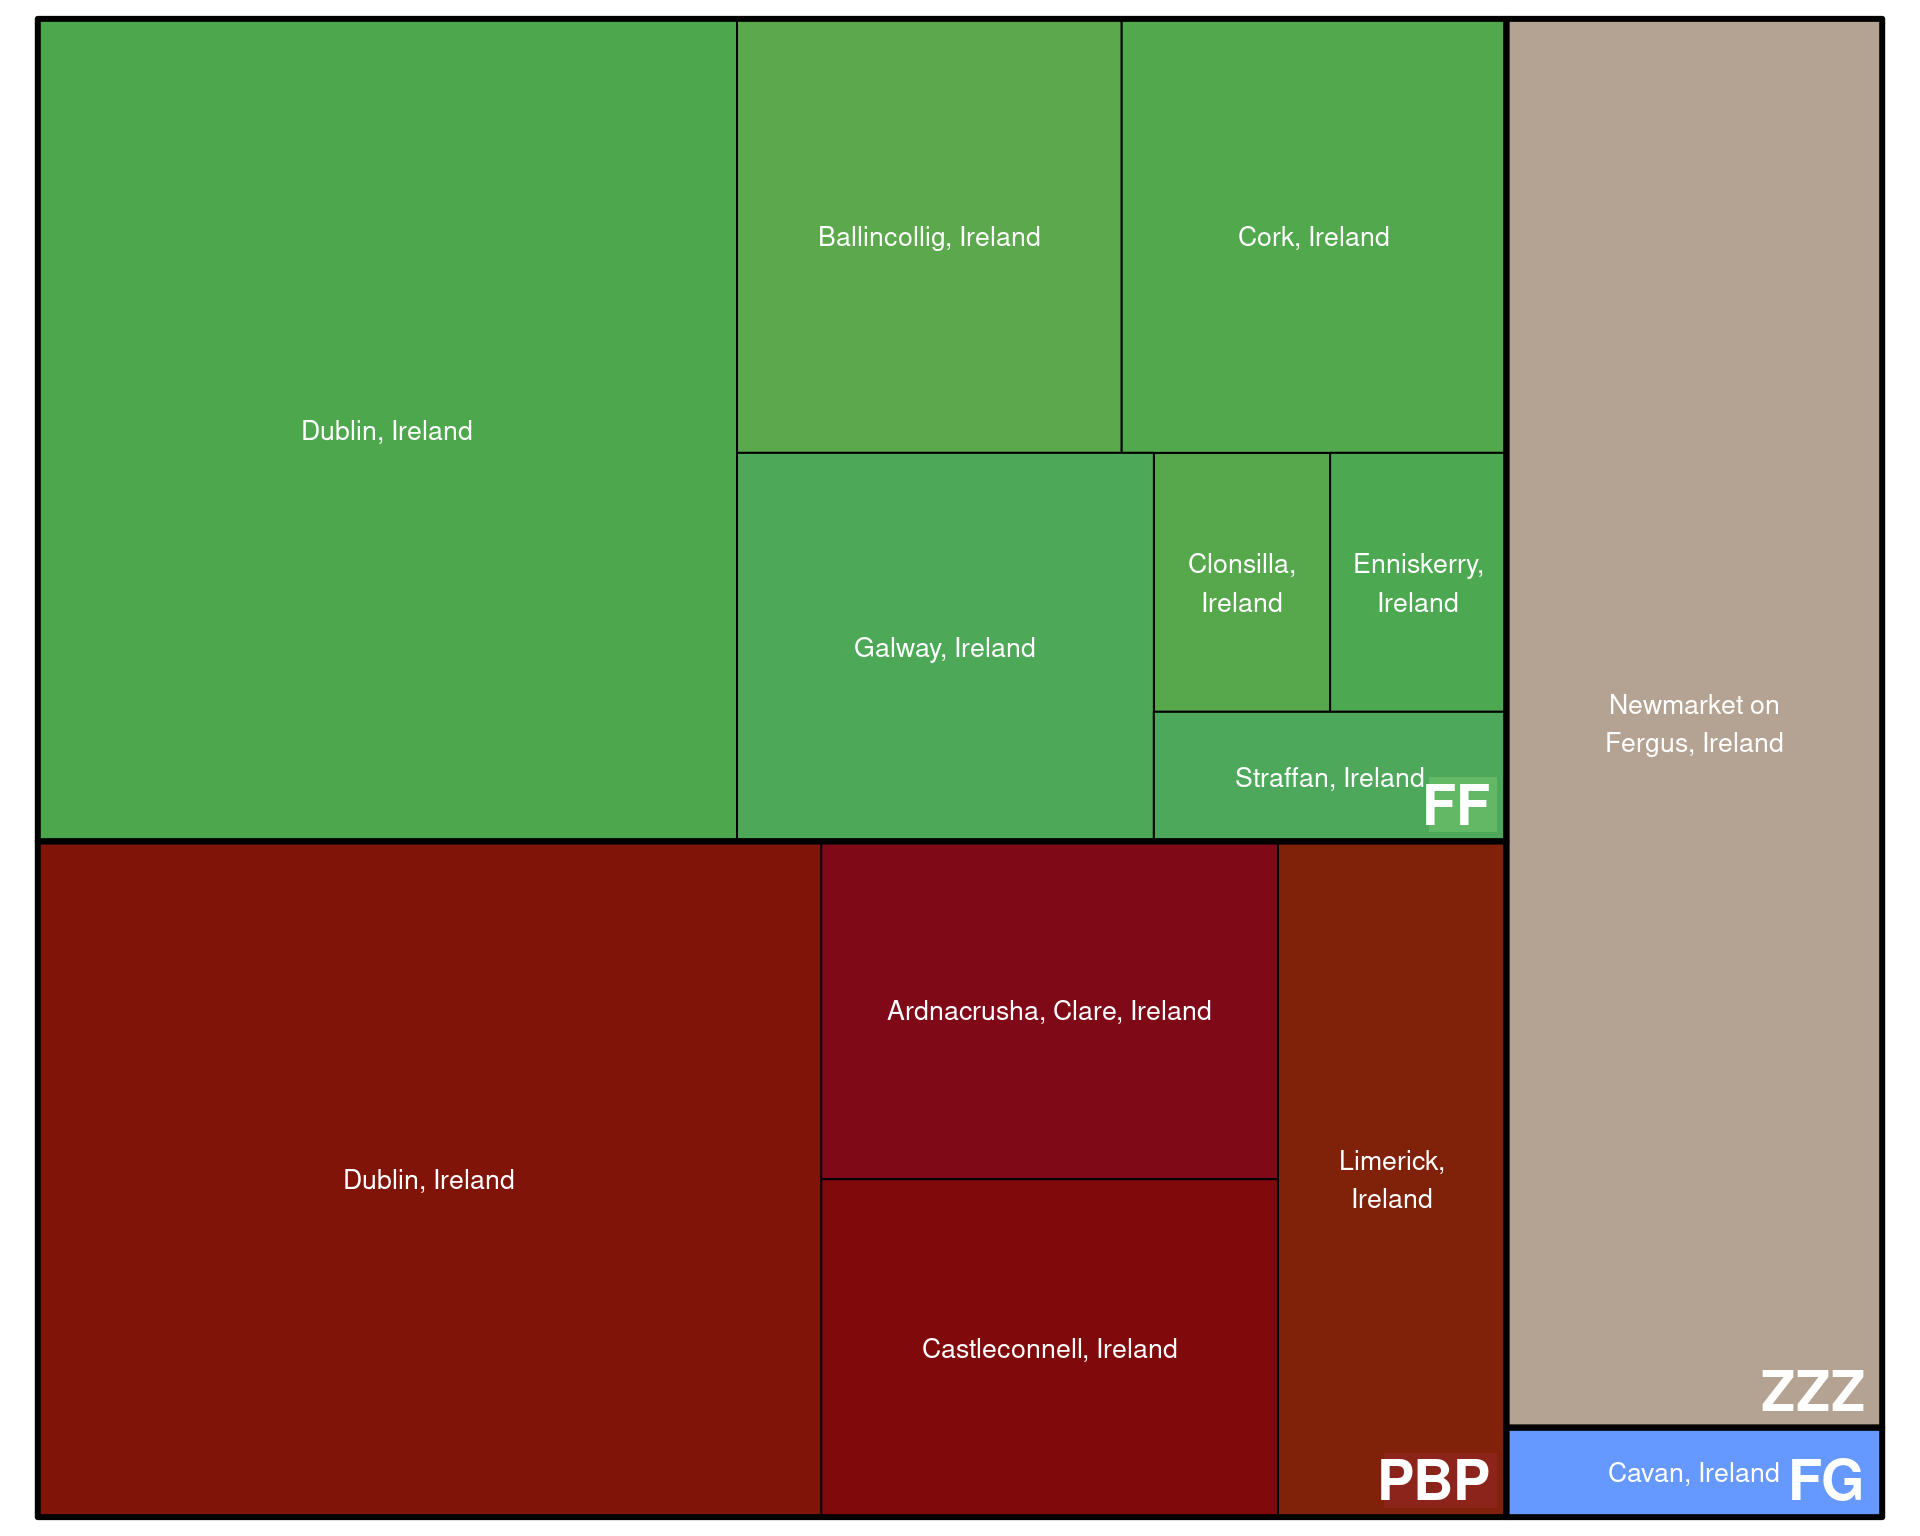 Ballincollig, Ireland
Cork, Ireland
Dublin, Ireland
Clonsilla,
Ireland
Enniskerry,
Ireland
Galway, Ireland
Straffan, Ireland
FF
Newmarket on
Fergus, Ireland
ZZZ
Dublin, Ireland
Ardnacrusha, Clare, Ireland
Castleconnell, Ireland
Limerick,
Ireland
PBP
Cavan, Ireland
FG